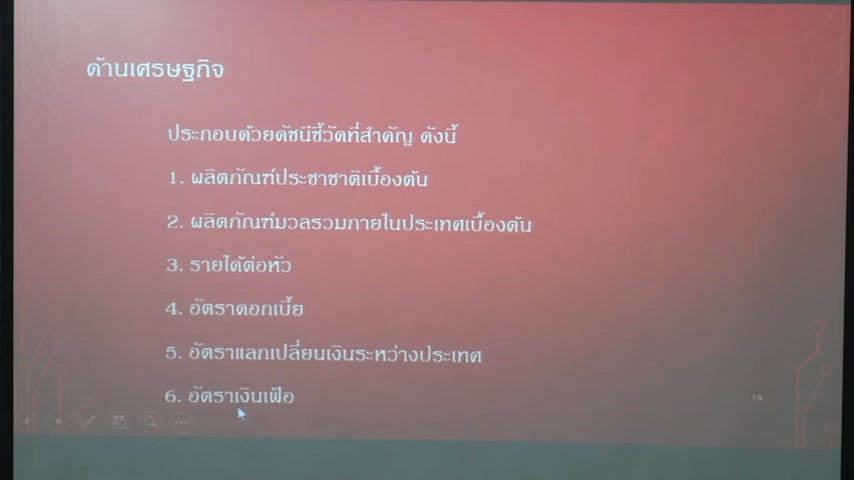 ด้านเศรษฐกิจ
ประกอบด้วยดัชนีชี้วัดที่สำคัญ ดังนี้
1. ผลิตภัณฑ์ประชาชาติเบื้องต้น
2. ผลิตภัณฑ์มวลรวมภายในประเทศเบื้องต้น
3. รายได้ต่อหัว
4. อัตราดอกเบี้ย
5. อัตราแลกเปลี่ยนเงินระหว่างประเทศ
6. อัตราเงินเฟ้อ
16